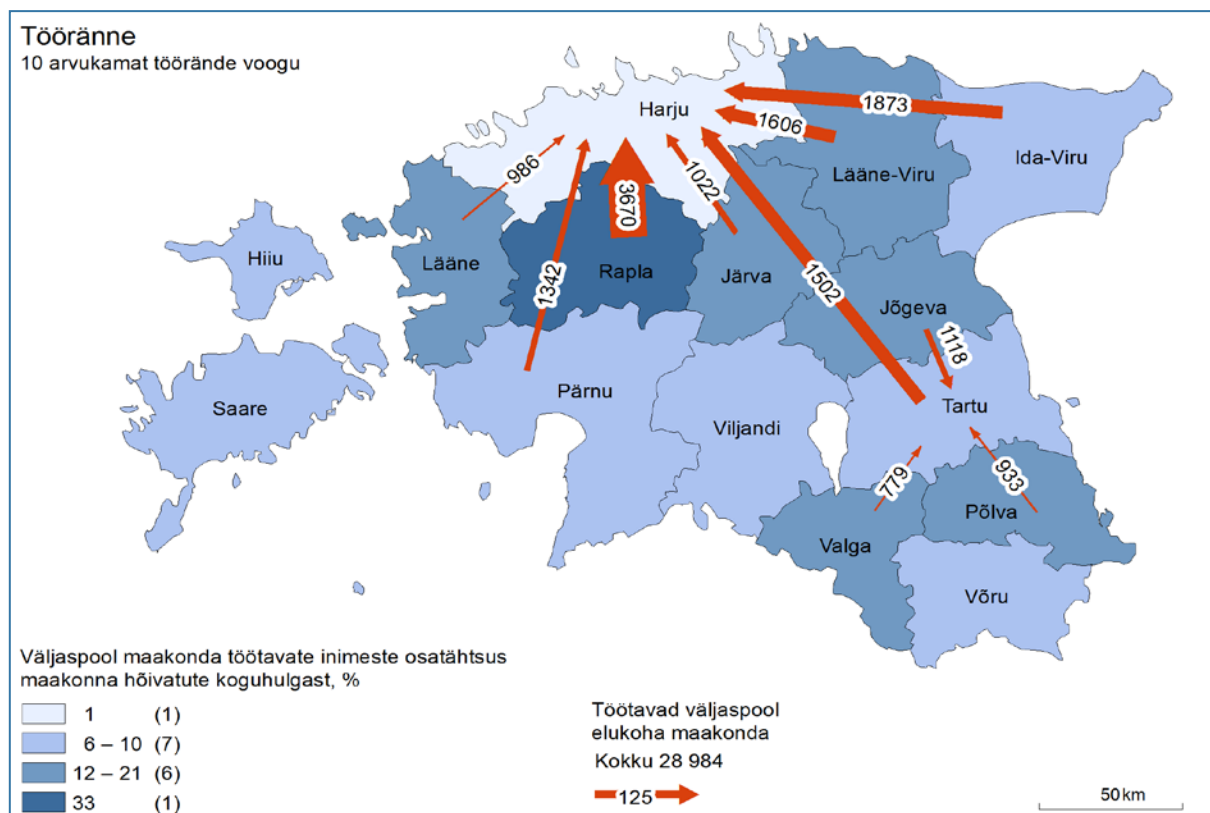 Tööränne
10 arvukamat töörände voogu
Harju
1873
1606
Ida-Viru
Lääne-Viru
986
1022
3670
Hiiu
Lääne
Rapla
Järva
1342
1502
Jõgeva
1118
Saare
Pärnu
Viljandi
Tartu
779
933
Põlva
Valga
Võru
Väljaspool maakonda töötavate inimeste osatähtsus
maakonna hõivatute koguhulgast, %
1 (1)
6 – 10 (7)
12 – 21 (6)
33 (1)
Töötavad väljaspool
elukoha maakonda
Kokku 28 984
125
50 km